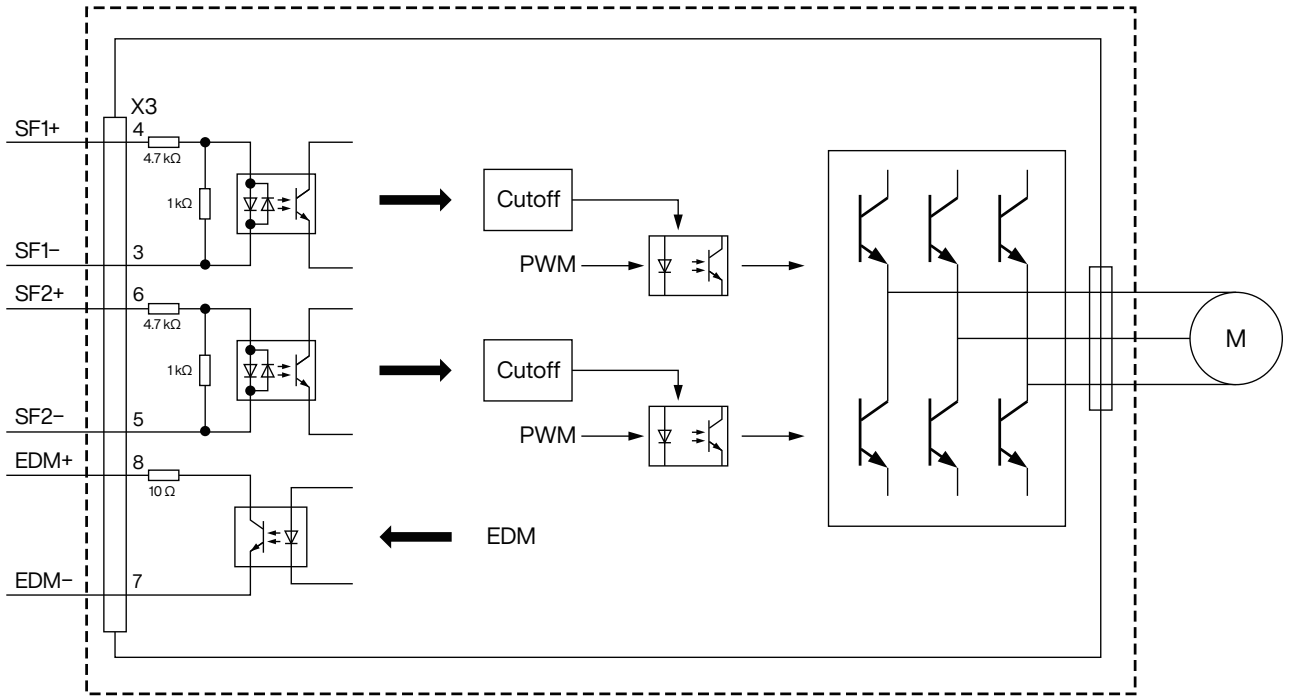 X3
SF1+
4
4.7 kΩ
1 kΩ
Cutoff
SF1−
3
PWM
SF2+
6
4.7 kΩ
M
1 kΩ
Cutoff
SF2−
5
PWM
EDM+
8
10 Ω
EDM
EDM−
7